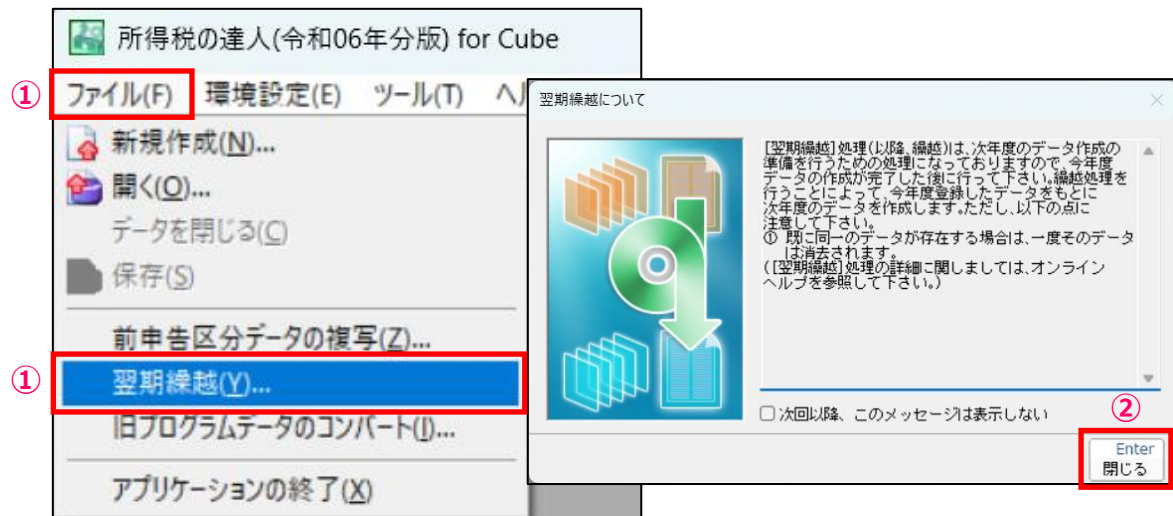 所得税の達人(令和06年分版) for Cube
①
ファイル(F) 環境設定(E) ツール(T) ヘル
新規作成(N)...
開く(O)...
データを閉じる(C)
保存(S)
前申告区分データの複写(Z)...
①
翌期繰越(Y)...
旧プログラムデータのコンバート(I)...
アプリケーションの終了(X)
翌期繰越について
[翌期繰越]処理(以降、繰越)は、次年度のデータ作成の
準備を行うための処理になっておりますので、今年度
データの作成が完了した後に行って下さい。繰越処理を
行うことによって、今年度登録したデータをもとに
次年度のデータを作成します。ただし、以下の点に
注意して下さい。
① 既に同一のデータが存在する場合は、一度そのデータ
は消去されます。
([翌期繰越]処理の詳細に関しましては、オンライン
ヘルプを参照して下さい。)
次回以降、このメッセージは表示しない
②
Enter
閉じる